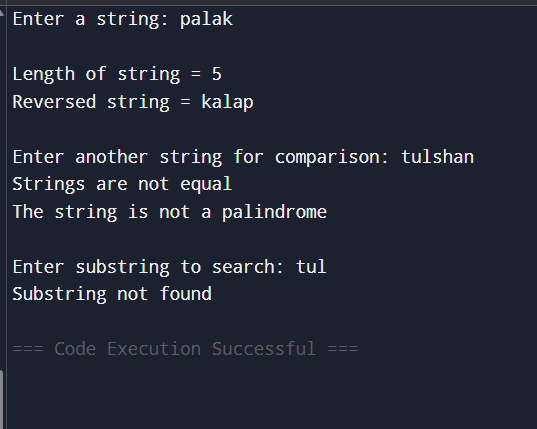 Enter a string: palak
Length of string = 5
Reversed string = kalap
Enter another string for comparison: tulshan
Strings are not equal
The string is not a palindrome
Enter substring to search: tul
Substring not found
=== Code Execution Successful ===